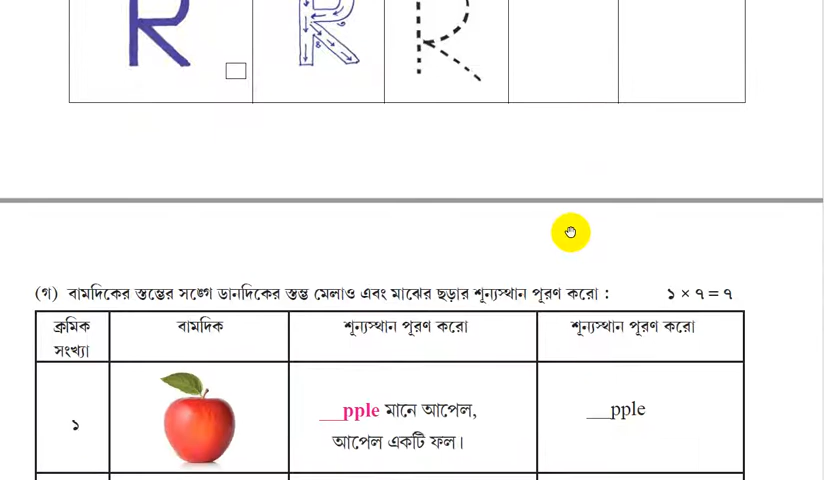 R R R
(গ) বামদিকের স্তম্ভের সঙ্গে ডানদিকের স্তম্ভ মেলাও এবং মাঝের ছড়ার শূন্যস্থান পূরণ করো : ১ × ৭ = ৭
ক্রমিক সংখ্যা বামদিক শূন্যস্থান পূরণ করো শূন্যস্থান পূরণ করো
১
__pple মানে আপেল,
আপেল একটি ফল।
__pple